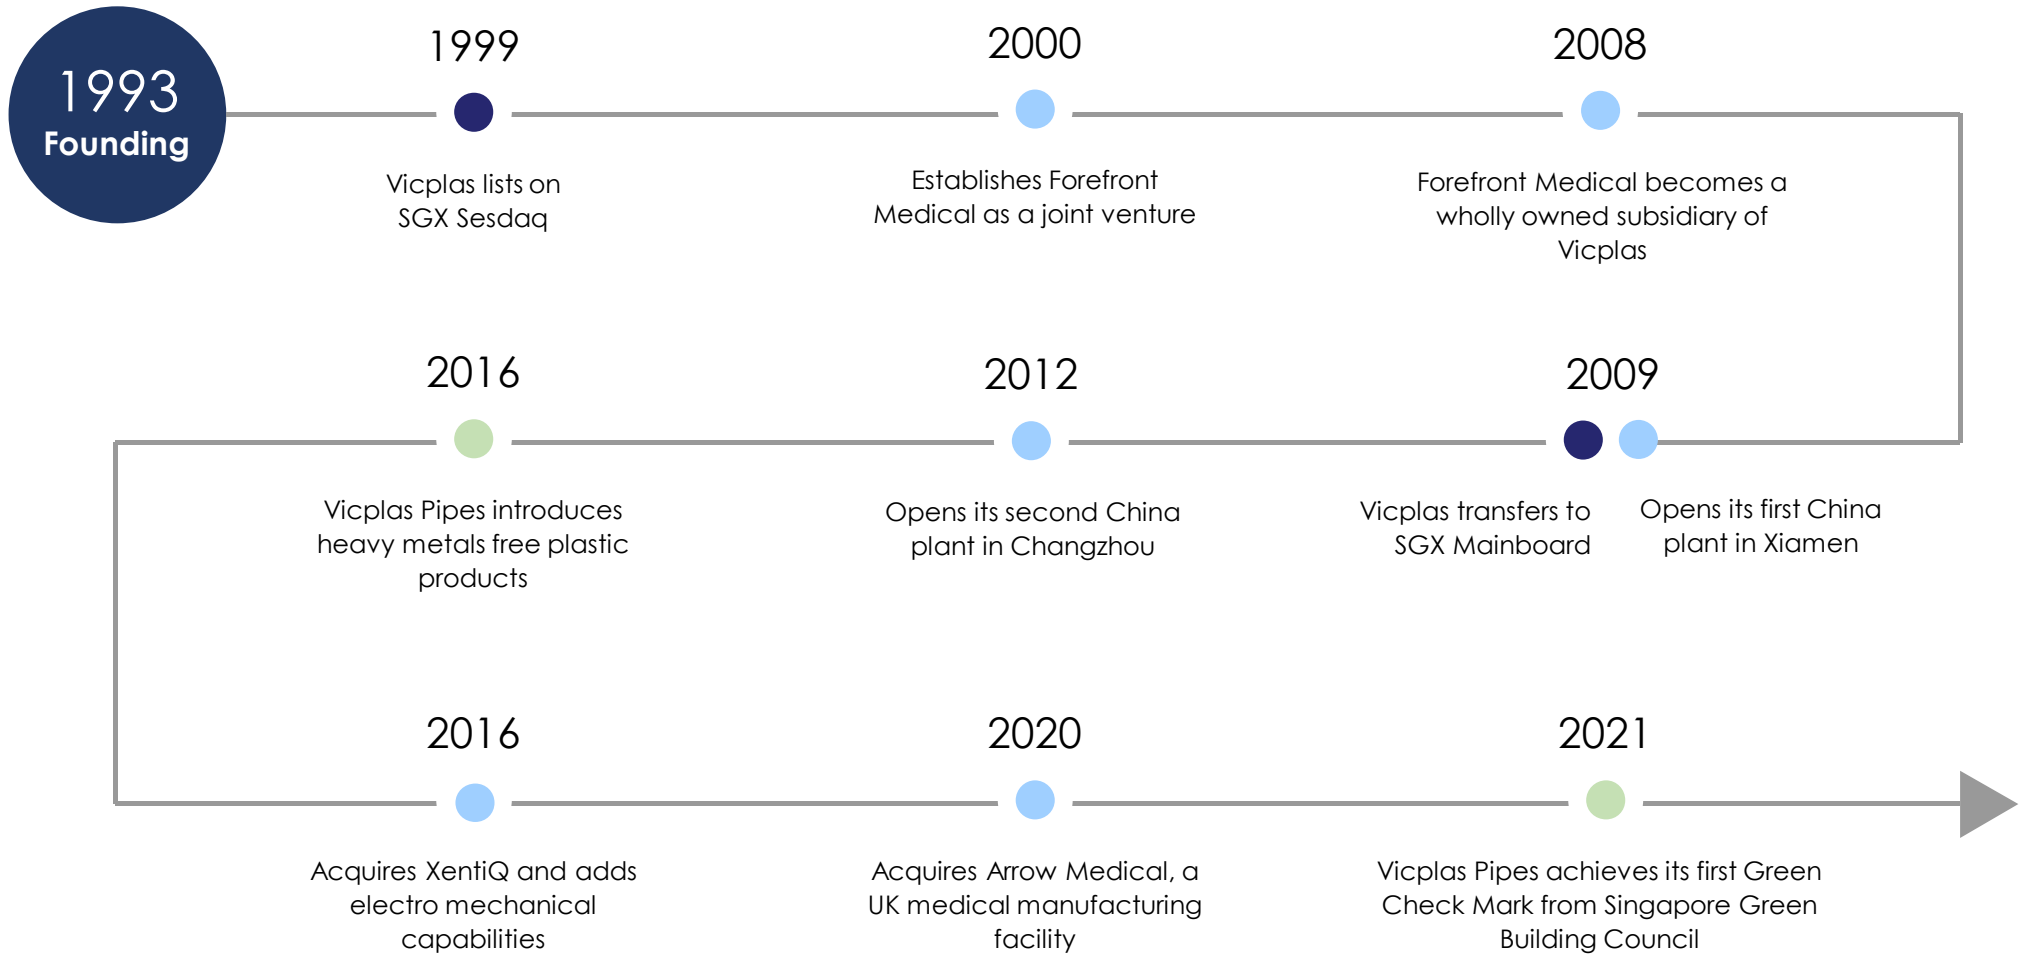 1993
Founding
1999
Vicplas lists on
SGX Sesdaq
2000
Establishes Forefront
Medical as a joint venture
2008
Forefront Medical becomes a
wholly owned subsidiary of
Vicplas
2009
Vicplas transfers to
SGX Mainboard
Opens its first China
plant in Xiamen
2012
Opens its second China
plant in Changzhou
2016
Vicplas Pipes introduces
heavy metals free plastic
products
2016
Acquires XentiQ and adds
electro mechanical
capabilities
2020
Acquires Arrow Medical, a
UK medical manufacturing
facility
2021
Vicplas Pipes achieves its first Green
Check Mark from Singapore Green
Building Council